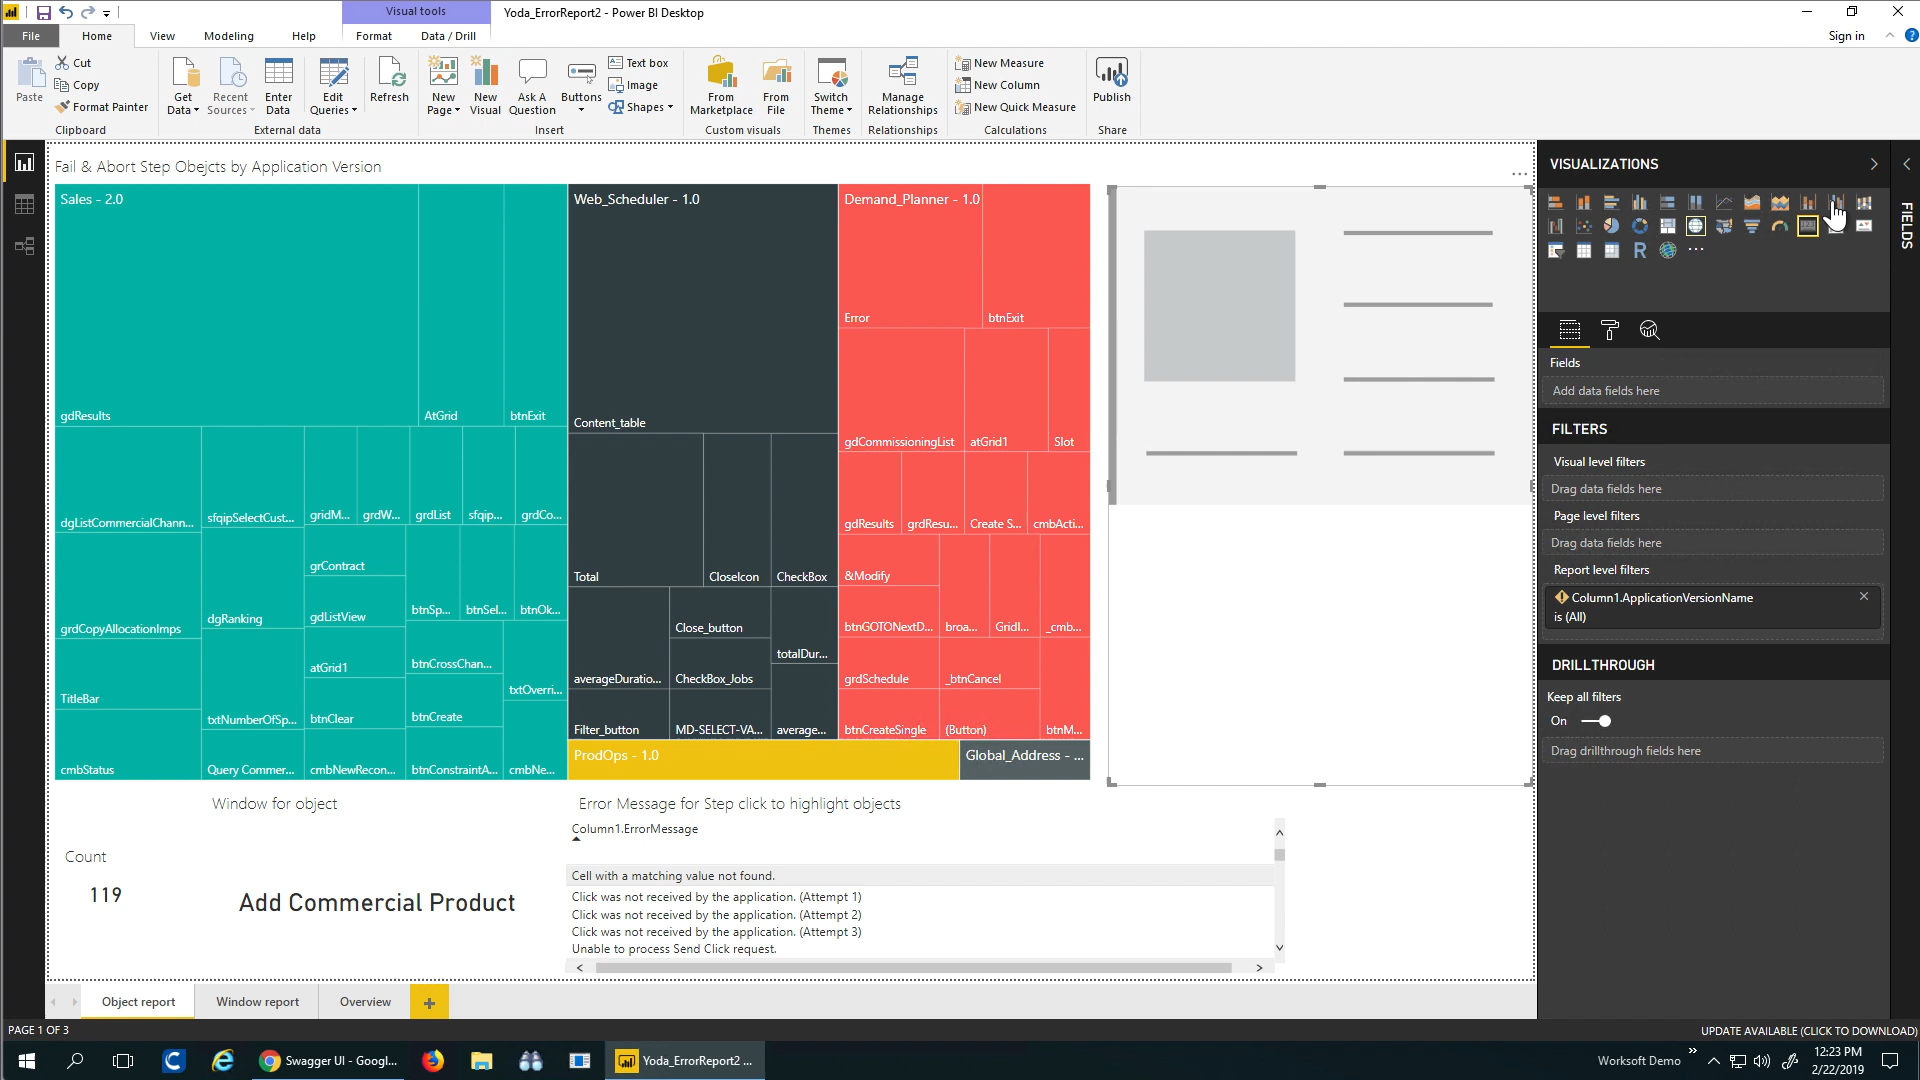 Visual tools
Yoda_ErrorReport2 - Power BI Desktop
File
Home
View
Modeling
Help
Format
Data / Drill
Sign in
Paste
Cut
Copy
Format Painter
Clipboard
Get Data
Recent Sources
Enter Data
Edit Queries
Refresh
External data
New Page
New Visual
Ask A Question
Buttons
Text box
Image
Shapes
Insert
From Marketplace
From File
Custom visuals
Switch Theme
Themes
Manage Relationships
Relationships
New Measure
New Column
New Quick Measure
Calculations
Publish
Share
Fail & Abort Step Obejcts by Application Version
Sales - 2.0
gdResults
AtGrid
btnExit
dgListCommercialChann...
sfqipSelectCust...
gridM...
grdW...
grdList
sfqip...
grdCo...
grdCopyAllocationImps
dgRanking
grContract
gdListView
btnSp...
btnSel...
btnOk...
TitleBar
atGrid1
btnCrossChan...
txtOverri...
txtNumberOfSp...
btnClear
btnCreate
cmbStatus
Query Commer...
cmbNewRecon...
btnConstraintA...
cmbNe...
Web_Scheduler - 1.0
Content_table
Total
CloseIcon
CheckBox
averageDuratio...
Close_button
totalDur...
CheckBox_Jobs
Filter_button
MD-SELECT-VA...
average...
Demand_Planner - 1.0
Error
btnExit
gdCommissioningList
atGrid1
Slot
gdResults
grdResu...
Create S...
cmbActi...
&Modify
btnGOTONextD...
broa...
GridI...
_cmb...
grdSchedule
_btnCancel
btnCreateSingle
(Button)
btnM...
ProdOps - 1.0
Global_Address - ...
Window for object
Count
119
Add Commercial Product
Error Message for Step click to highlight objects
Column1.ErrorMessage
Cell with a matching value not found.
Click was not received by the application. (Attempt 1)
Click was not received by the application. (Attempt 2)
Click was not received by the application. (Attempt 3)
Unable to process Send Click request.
VISUALIZATIONS
FIELDS
R
Fields
Add data fields here
FILTERS
Visual level filters
Drag data fields here
Page level filters
Drag data fields here
Report level filters
Column1.ApplicationVersionName
is (All)
DRILLTHROUGH
Keep all filters
On
Drag drillthrough fields here
Object report
Window report
Overview
PAGE 1 OF 3
UPDATE AVAILABLE (CLICK TO DOWNLOAD)
Swagger UI - Googl...
Yoda_ErrorReport2 ...
Worksoft Demo
12:23 PM
2/22/2019